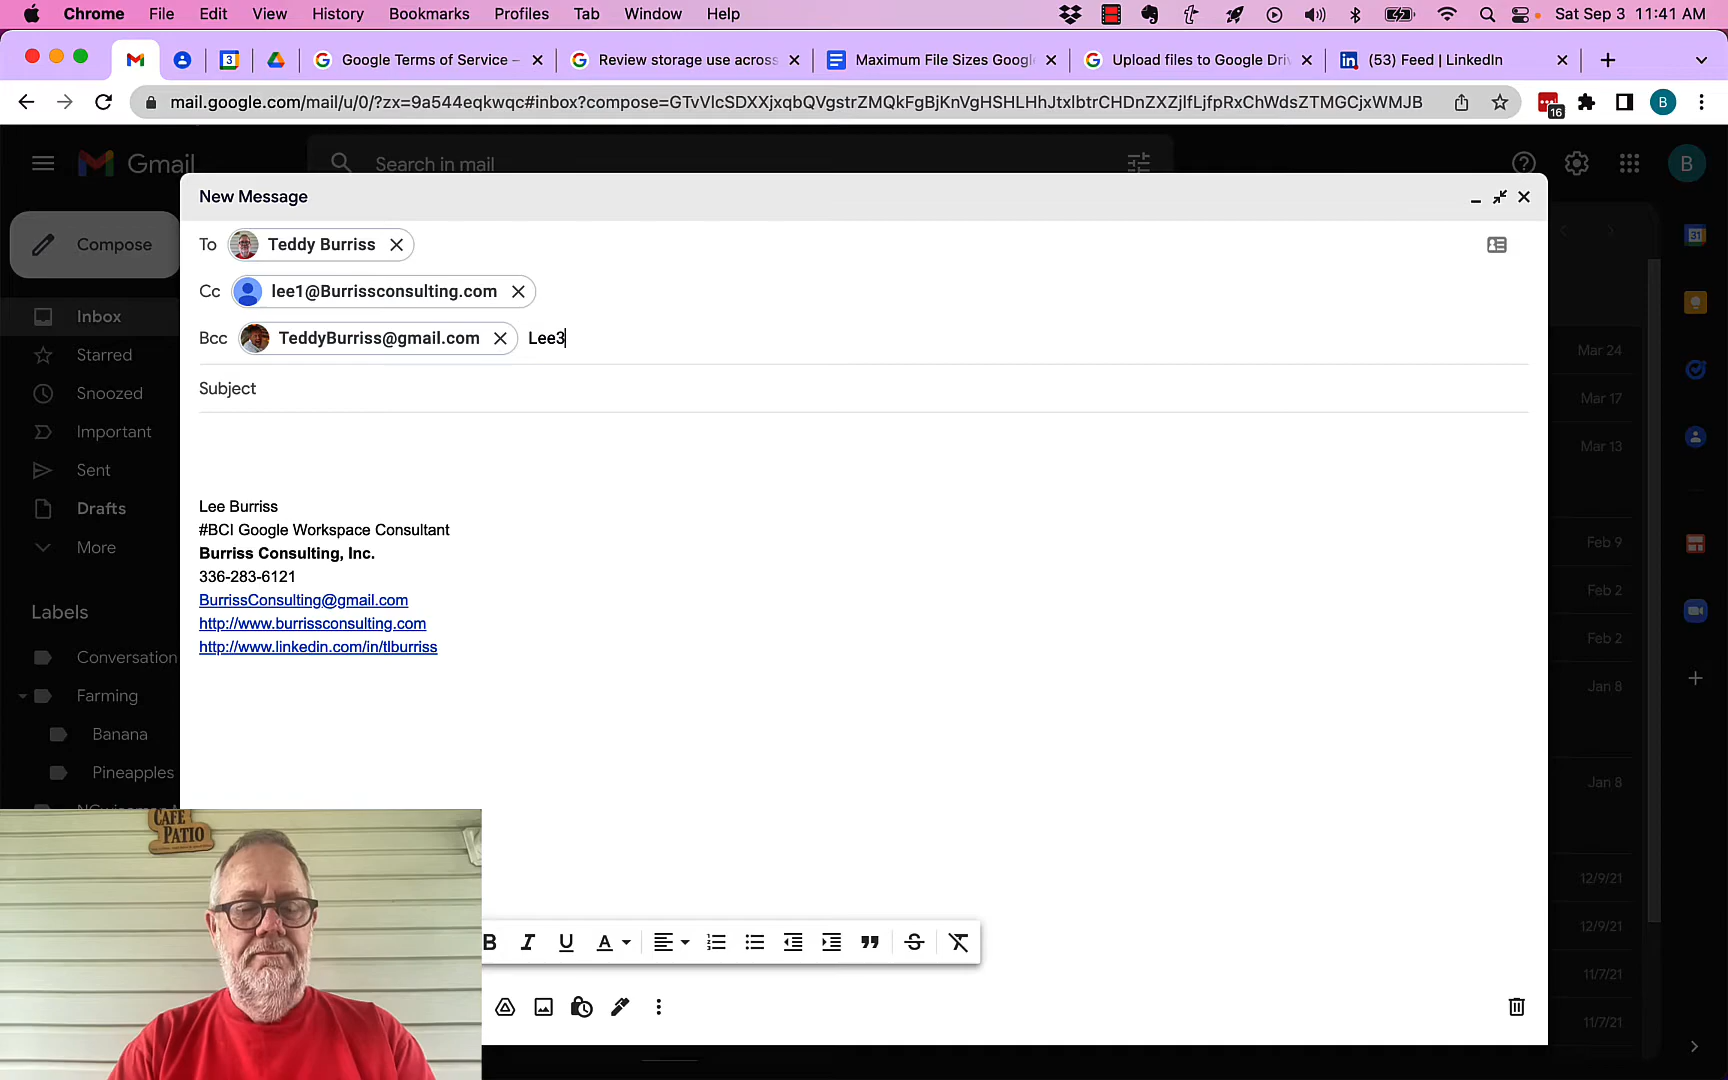 Chrome File Edit View History Bookmarks Profiles Tab Window Help Sat Sep 3 11:41 AM
3 Google Terms of Service – Review storage use across Maximum File Sizes Googl Upload files to Google Dri (53) Feed | LinkedIn
mail.google.com/mail/u/0/?zx=9a544eqkwqc#inbox?compose=GTvVlcSDXXjxqbQVgstrZMQkFgBjKnVgHSHLHhJtxlbtrCHDnZXZjlfLjfpRxChWdsZTMGCjxWMJB 16 B
Gmail Search in mail B
New Message
Compose
To Teddy Burriss
31
Cc lee1@Burrissconsulting.com
Inbox
Bcc TeddyBurriss@gmail.com Lee3
Starred
Mar 24
Subject
Snoozed
Mar 17
Important
Mar 13
Sent
Drafts
Lee Burriss
#BCI Google Workspace Consultant
More
Feb 9
Burriss Consulting, Inc.
336-283-6121
Feb 2
BurrissConsulting@gmail.com
Labels
http://www.burrissconsulting.com
Feb 2
http://www.linkedin.com/in/tlburriss
Conversation
Jan 8
Farming
Banana
Pineapples
Jan 8
CAFE
PATIO
12/9/21
12/9/21
B I U A
11/7/21
11/7/21